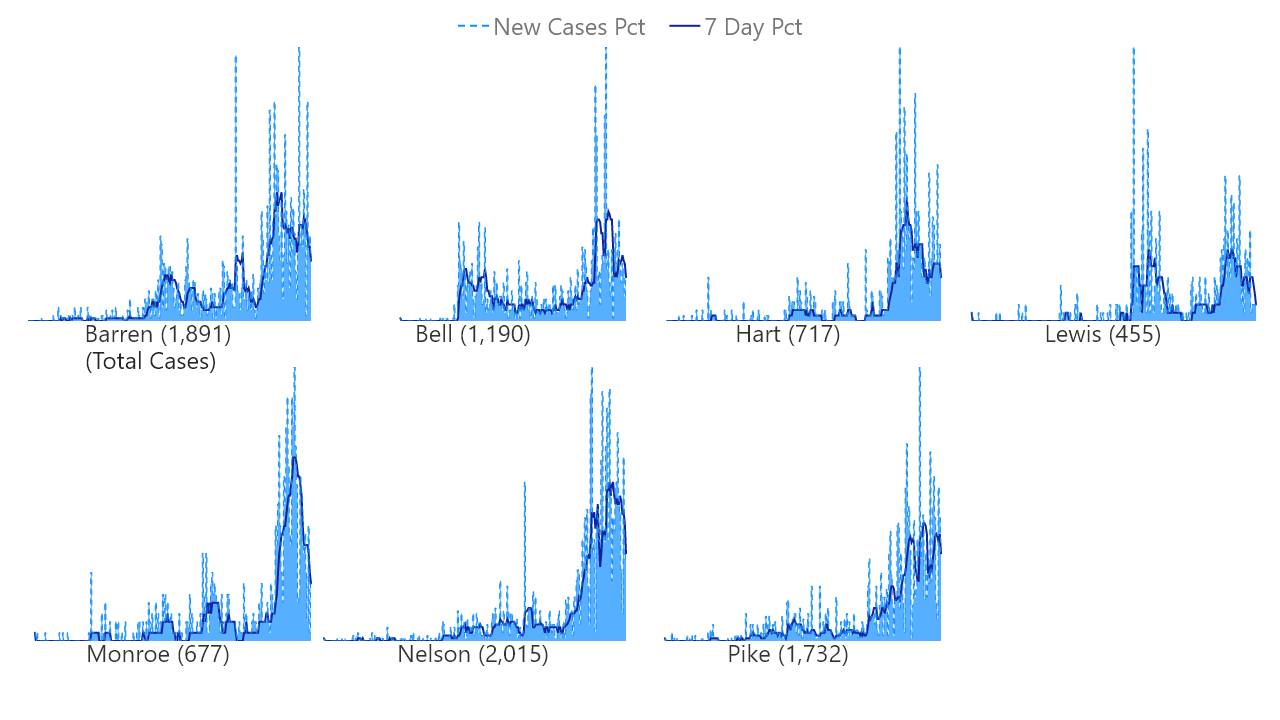 New Cases Pct 7 Day Pct
Barren (1,891)
(Total Cases)
Bell (1,190)
Hart (717)
Lewis (455)
Monroe (677)
Nelson (2,015)
Pike (1,732)